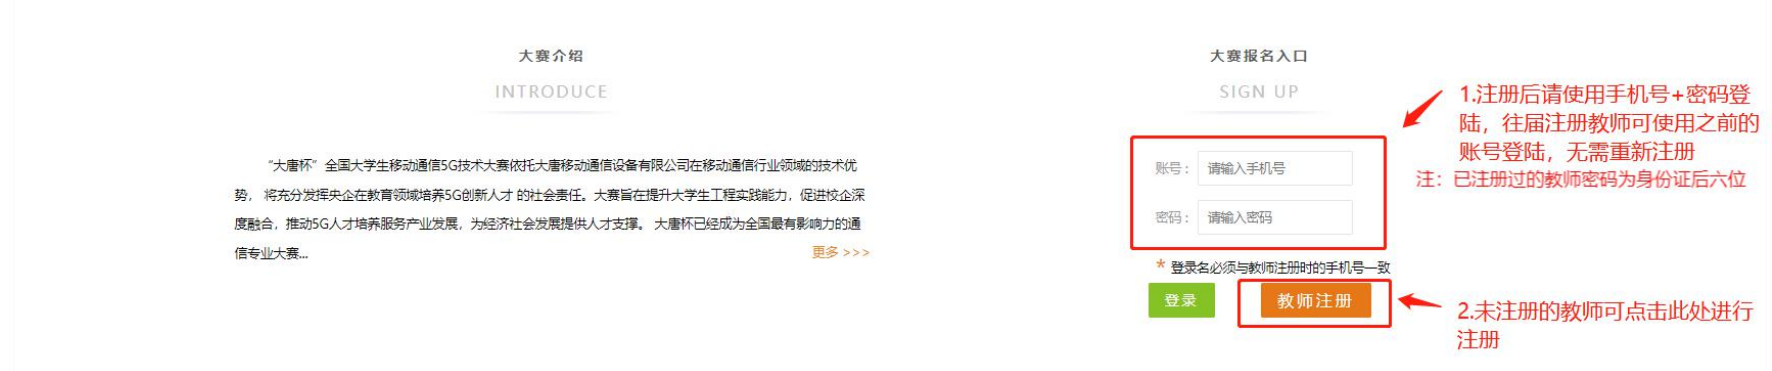 大赛介绍
INTRODUCE
“大唐杯”全国大学生移动通信5G技术大赛依托大唐移动通信设备有限公司在移动通信行业领域的技术优
势， 将充分发挥央企在教育领域培养5G创新人才 的社会责任。大赛旨在提升大学生工程实践能力，促进校企深
度融合，推动5G人才培养服务产业发展，为经济社会发展提供人才支撑。 大唐杯已经成为全国最有影响力的通
信专业大赛...
更多 >>>
大赛报名入口
SIGN UP
账号： 请输入手机号
密码： 请输入密码
* 登录名必须与教师注册时的手机号一致
登录 教师注册
1.注册后请使用手机号+密码登
陆，往届注册教师可使用之前的
账号登陆，无需重新注册
注：已注册过的教师密码为身份证后六位
2.未注册的教师可点击此处进行
注册